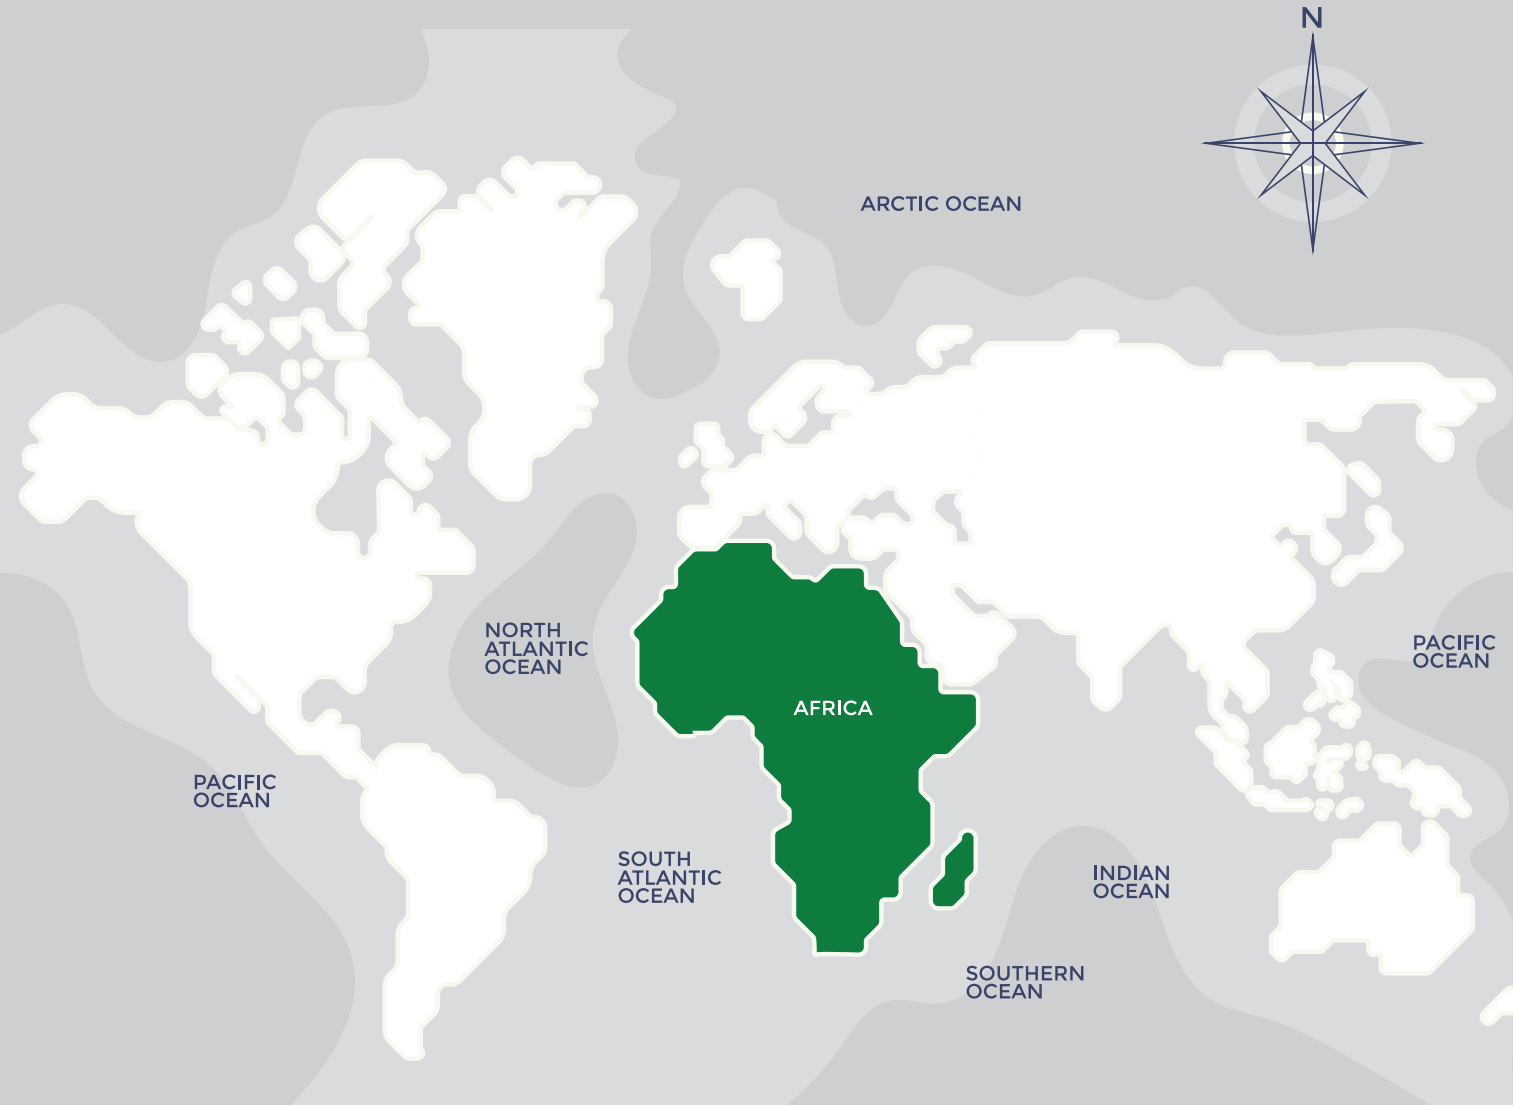 N
ARCTIC OCEAN
NORTH
ATLANTIC
OCEAN
PACIFIC
OCEAN
AFRICA
PACIFIC
OCEAN
SOUTH
ATLANTIC
OCEAN
INDIAN
OCEAN
SOUTHERN
OCEAN